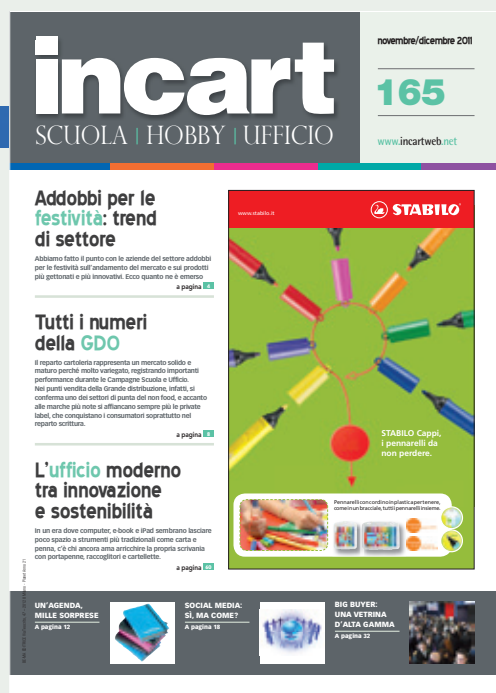 incart
SCUOLA | HOBBY | UFFICIO
novembre/dicembre 2011
165
www.incartweb.net
Addobbi per le
festività: trend
di settore
Abbiamo fatto il punto con le aziende del settore addobbi
per le festività sull'andamento del mercato e sui prodotti
più gettonati e più innovativi. Ecco quanto ne è emerso
a pagina 4
Tutti i numeri
della GDO
Il reparto cartoleria rappresenta un mercato solido e
maturo perché molto variegato, registrando importanti
performance durante le Campagne Scuola e Ufficio.
Nei punti vendita della Grande distribuzione, infatti, si
conferma uno dei settori di punta del non food, e accanto
alle marche più note si affiancano sempre più le private
label, che conquistano i consumatori soprattutto nel
reparto scrittura.
a pagina 8
L'ufficio moderno
tra innovazione
e sostenibilità
In un era dove computer, e-book e iPad sembrano lasciare
poco spazio a strumenti più tradizionali come carta e
penna, c'è chi ancora ama arricchire la propria scrivania
con portapenne, raccoglitori e cartellette.
a pagina
www.stabilo.it
STABILO
STABILO Cappi,
i pennarelli da
non perdere.
Pennarelli con cordino in plastica per tenere,
come in un bracciale, tutti i pennarelli insieme.
UN'AGENDA,
MILLE SORPRESE
A pagina 12
SOCIAL MEDIA:
SÌ, MA COME?
A pagina 18
BIG BUYER:
UNA VETRINA
D'ALTA GAMMA
A pagina 32